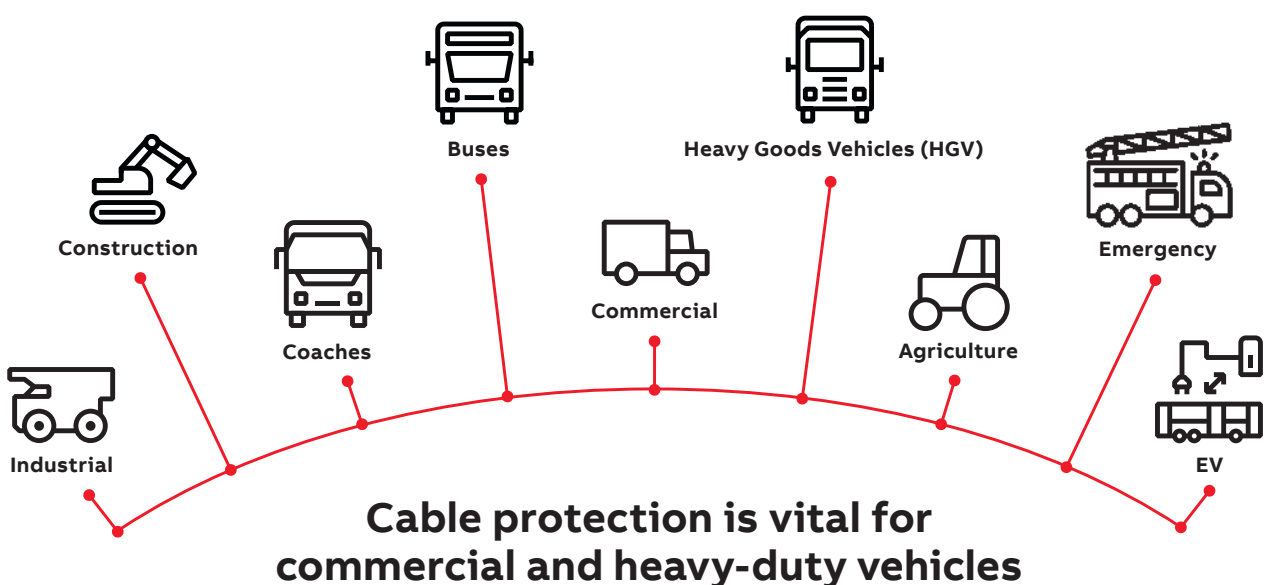 Buses
Heavy Goods Vehicles (HGV)
Construction
Emergency
Commercial
Coaches
Agriculture
Industrial
EV
Cable protection is vital for
commercial and heavy-duty vehicles